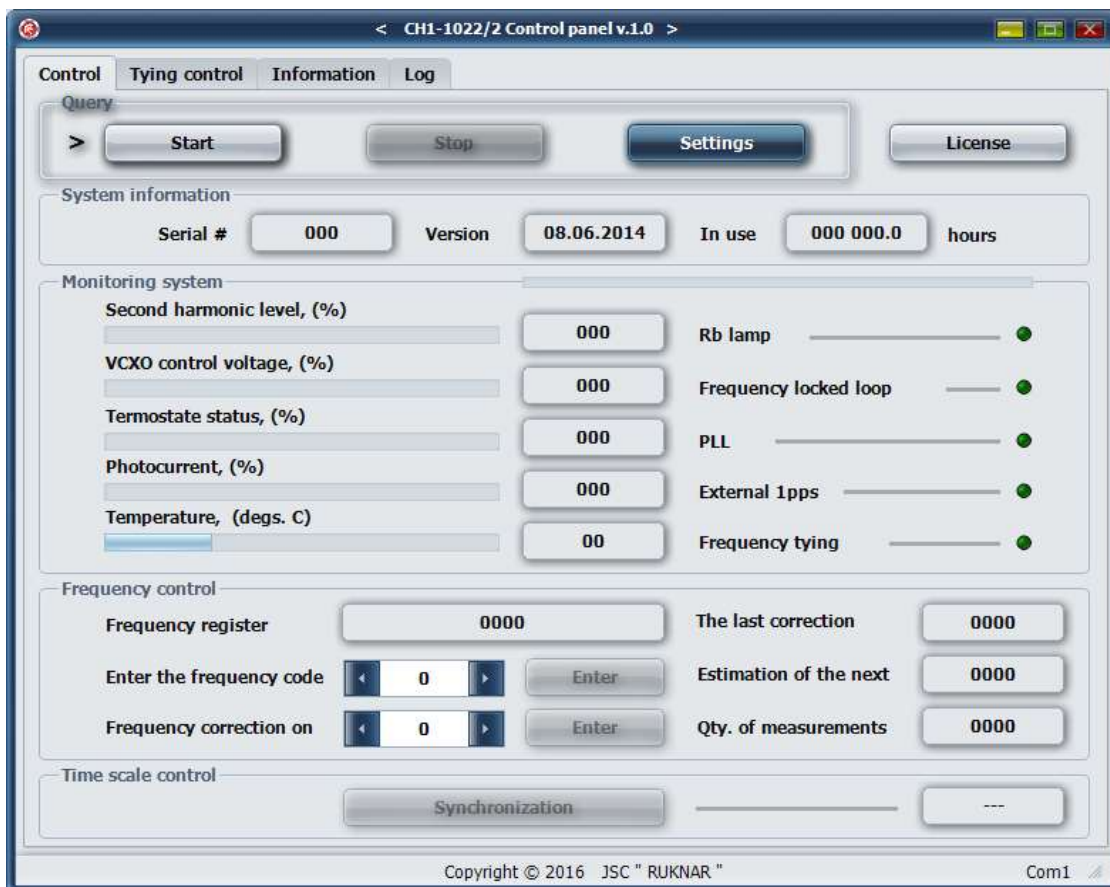 < CH1-1022/2 Control panel v.1.0 >
Control Tying control Information Log
Query
> Start Stop Settings License
System information
Serial # 000 Version 08.06.2014 In use 000 000.0 hours
Monitoring system
Second harmonic level, (%)
000 Rb lamp
VCXO control voltage, (%)
000 Frequency locked loop
Termostate status, (%)
000 PLL
Photocurrent, (%)
000 External 1pps
Temperature, (degs. C)
00 Frequency tying
Frequency control
Frequency register 0000 The last correction 0000
Enter the frequency code 0 Enter Estimation of the next 0000
Frequency correction on 0 Enter Qty. of measurements 0000
Time scale control
Synchronization ---
Copyright © 2016 JSC " RUKNAR " Com1